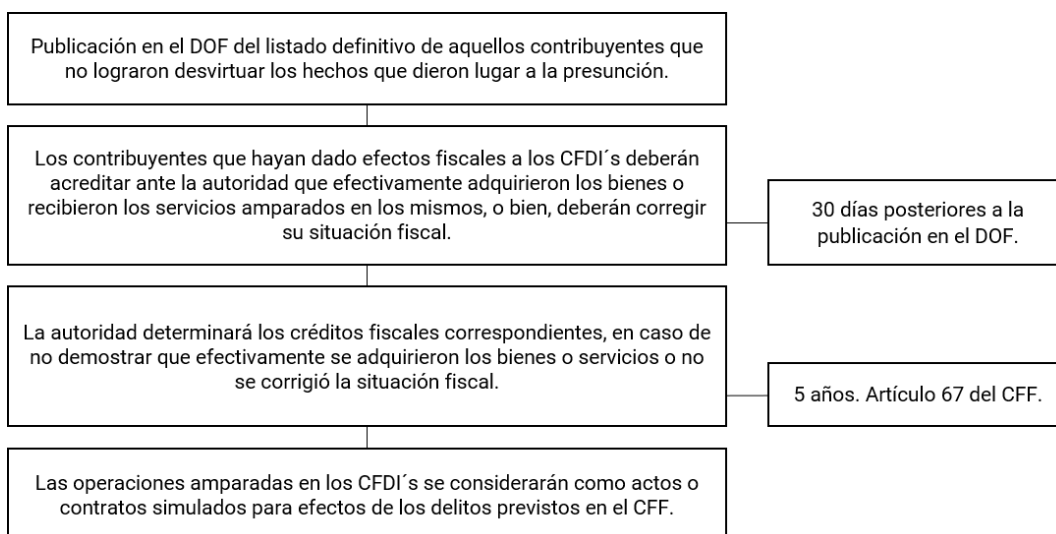 Publicación en el DOF del listado definitivo de aquellos contribuyentes que
no lograron desvirtuar los hechos que dieron lugar a la presunción.
Los contribuyentes que hayan dado efectos fiscales a los CFDI´s deberán
acreditar ante la autoridad que efectivamente adquirieron los bienes o
recibieron los servicios amparados en los mismos, o bien, deberán corregir
su situación fiscal.
30 días posteriores a la
publicación en el DOF.
La autoridad determinará los créditos fiscales correspondientes, en caso de
no demostrar que efectivamente se adquirieron los bienes o servicios o no
se corrigió la situación fiscal.
5 años. Artículo 67 del CFF.
Las operaciones amparadas en los CFDI´s se considerarán como actos o
contratos simulados para efectos de los delitos previstos en el CFF.